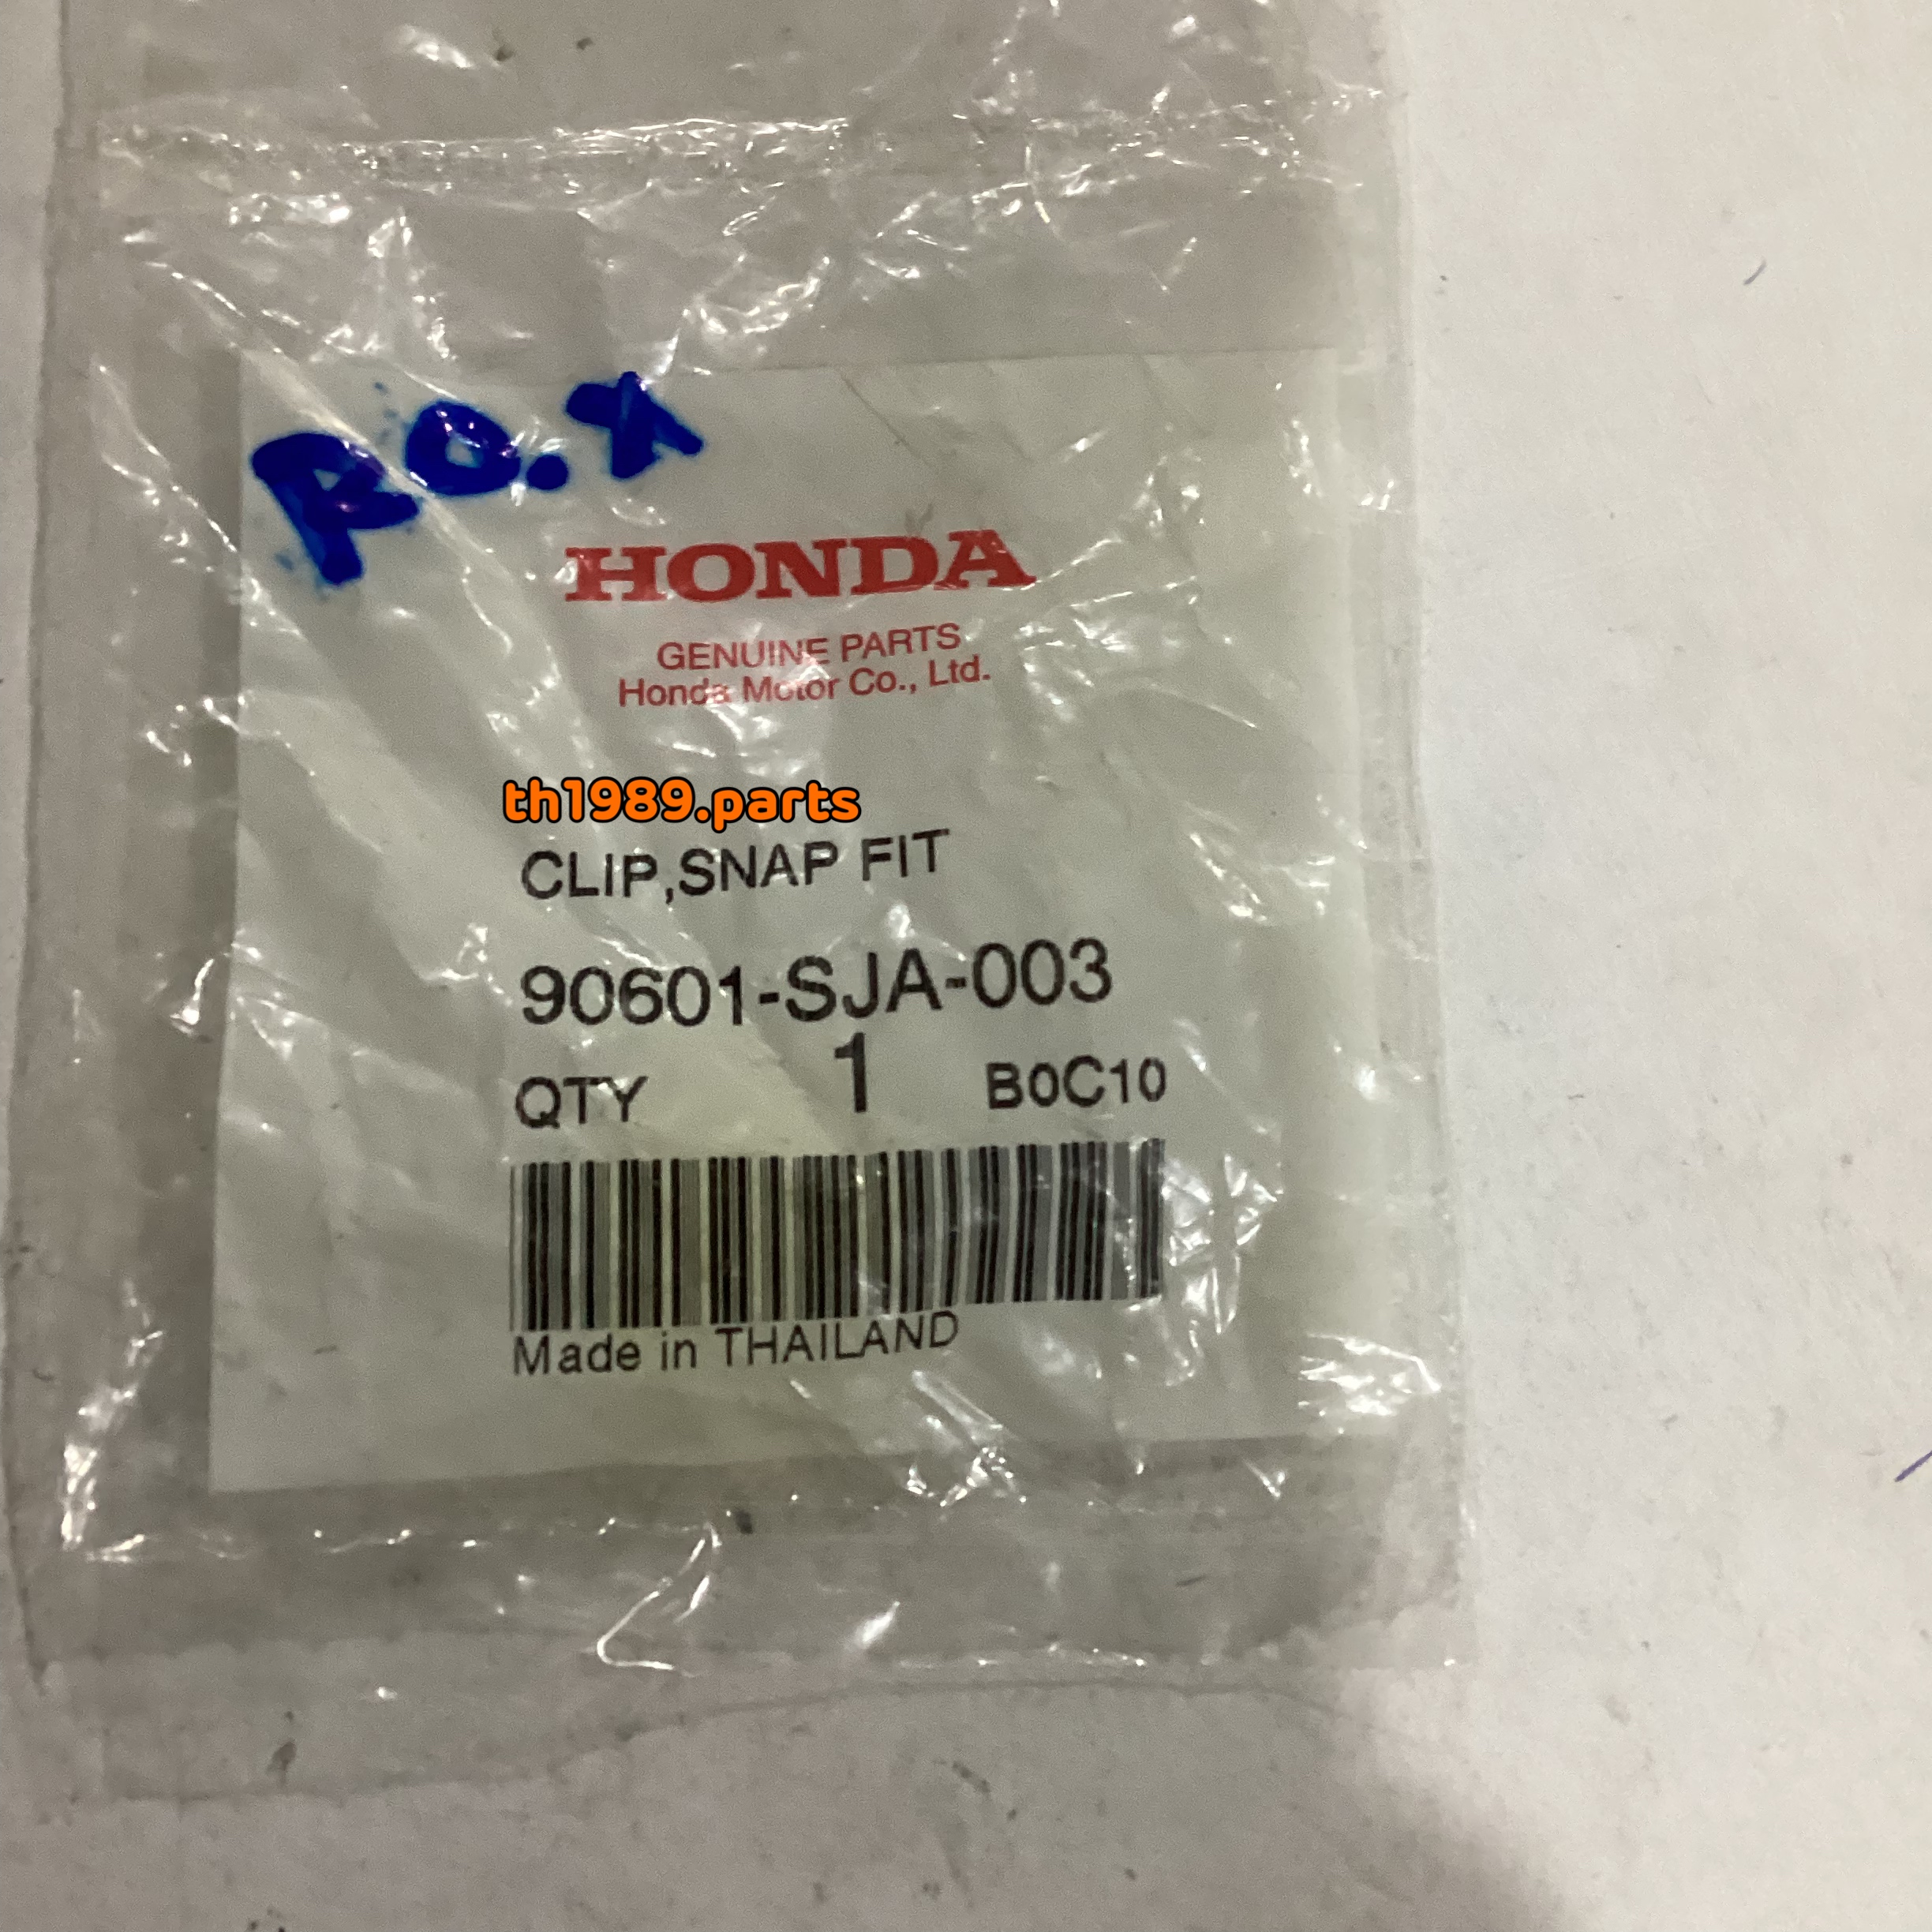 RO.X
HONDA
GENUINE PARTS
Honda Motor Co., Ltd.
th1989.parts
CLIP,SNAP FIT
90601-SJA-003
QTY 1 B0C10
Made in THAILAND